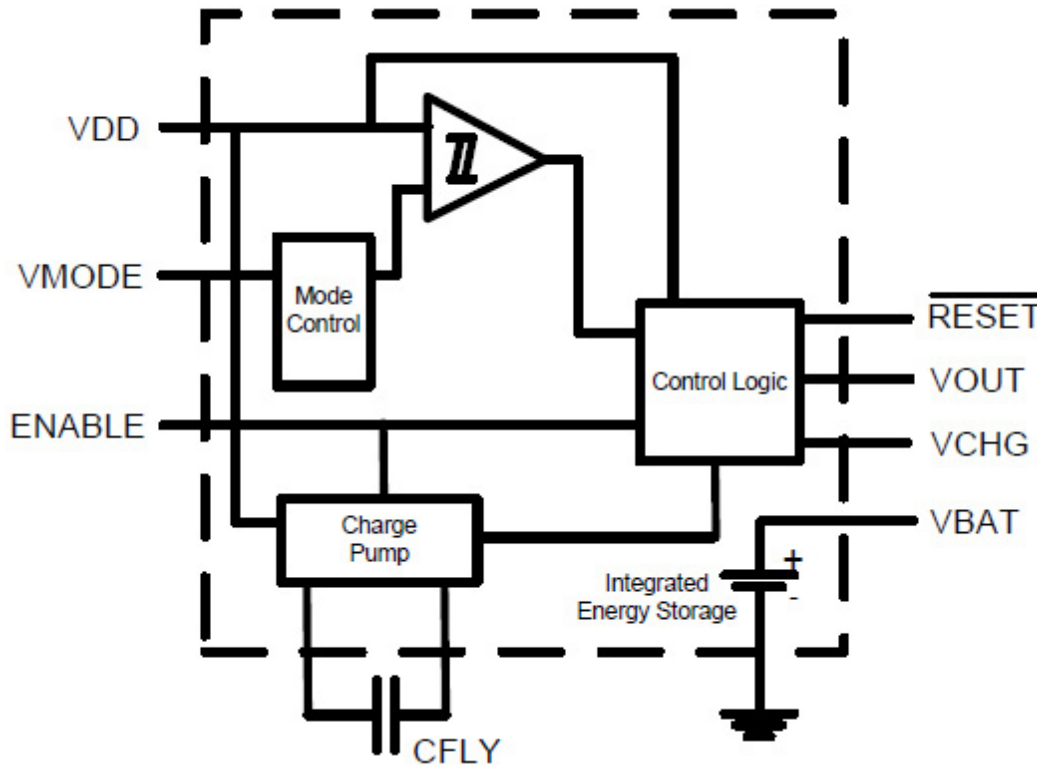 VDD
VMODE
Mode
Control
ENABLE
Charge
Pump
CFLY
Control Logic
RESET
VOUT
VCHG
VBAT
Integrated
Energy Storage
+
-